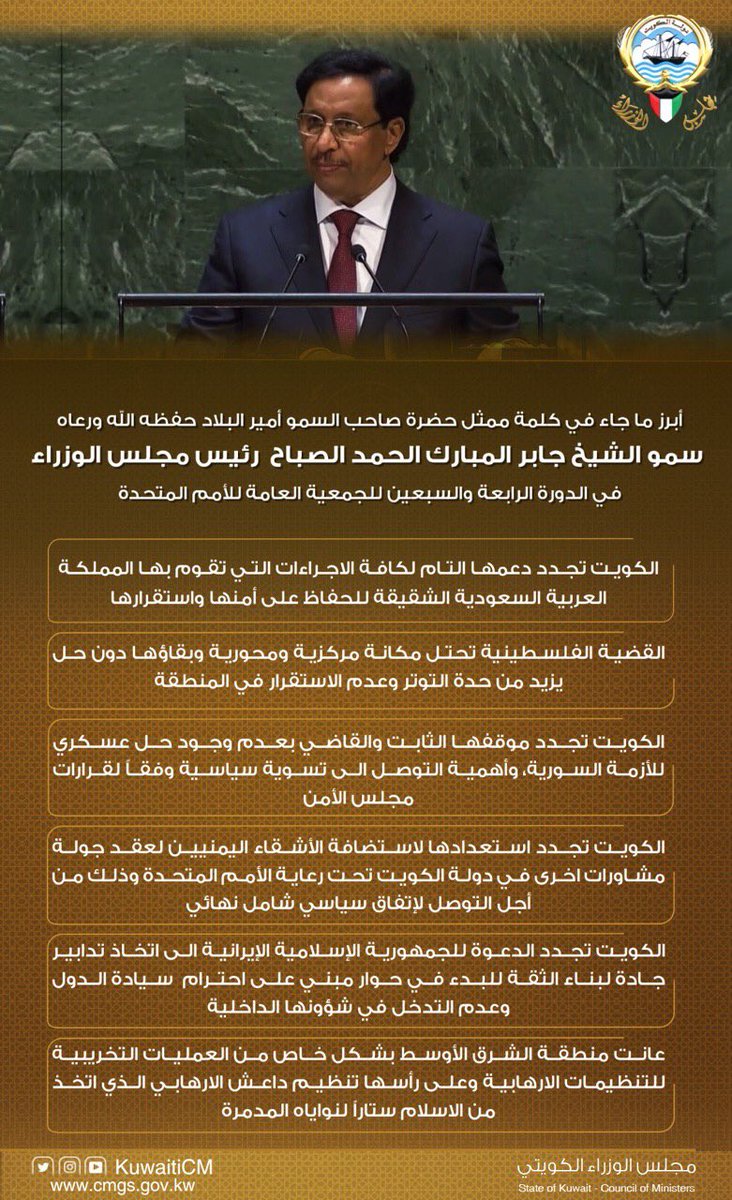 دولة الكويت
مجلس الوزراء
أبرز ما جاء في كلمة ممثل حضرة صاحب السمو أمير البلاد حفظه الله ورعاه
سمو الشيخ جابر المبارك الحمد الصباح رئيس مجلس الوزراء
في الدورة الرابعة والسبعين للجمعية العامة للأمم المتحدة
الكويت تجدد دعمها التام لكافة الاجراءات التي تقوم بها المملكة
العربية السعودية الشقيقة للحفاظ على أمنها واستقرارها
القضية الفلسطينية تحتل مكانة مركزية ومحورية وبقاؤها دون حل
يزيد من حدة التوتر وعدم الاستقرار في المنطقة
الكويت تجدد موقفها الثابت والقاضي بعدم وجود حل عسكري
للأزمة السورية، وأهمية التوصل الى تسوية سياسية وفقاً لقرارات
مجلس الأمن
الكويت تجدد استعدادها لاستضافة الأشقاء اليمنيين لعقد جولة
مشاورات اخرى في دولة الكويت تحت رعاية الأمم المتحدة وذلك من
أجل التوصل لإتفاق سياسي شامل نهائي
الكويت تجدد الدعوة للجمهورية الإسلامية الإيرانية الى اتخاذ تدابير
جادة لبناء الثقة للبدء في حوار مبني على احترام سيادة الدول
وعدم التدخل في شؤونها الداخلية
عانت منطقة الشرق الأوسط بشكل خاص من العمليات التخريبية
للتنظيمات الارهابية وعلى رأسها تنظيم داعش الارهابي الذي اتخذ
من الاسلام ستاراً لنواياه المدمرة
مجلس الوزراء الكويتي
State of Kuwait - Council of Ministers
KuwaitiCM
www.cmgs.gov.kw